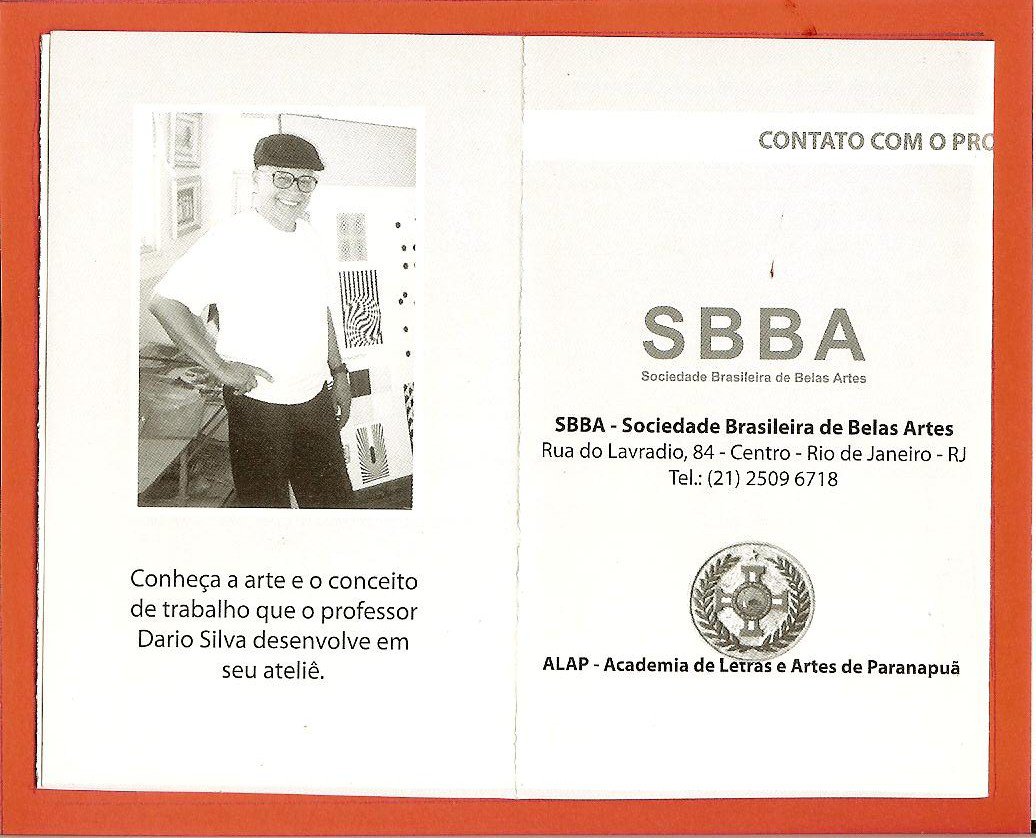 Conheça a arte e o conceito
de trabalho que o professor
Dario Silva desenvolve em
seu ateliê.
CONTATO COM O PRO
SBBA
Sociedade Brasileira de Belas Artes
SBBA - Sociedade Brasileira de Belas Artes
Rua do Lavradio, 84 - Centro - Rio de Janeiro - RJ
Tel.: (21) 2509 6718
ALAP - Academia de Letras e Artes de Paranapuã